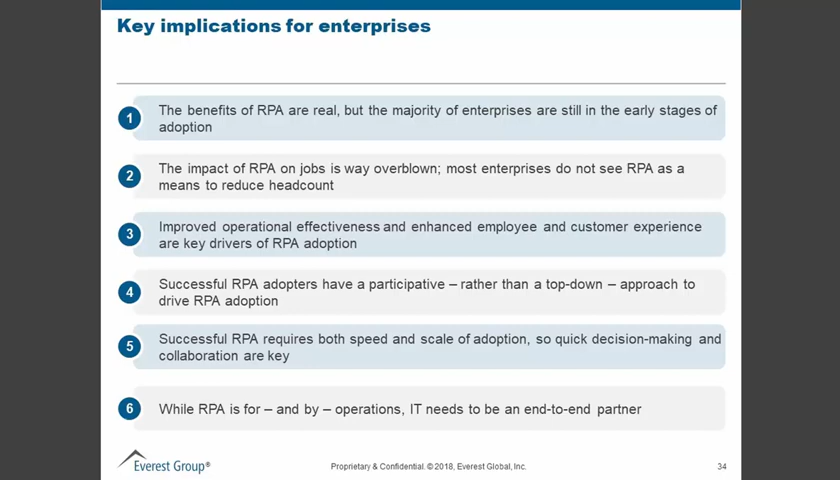 Key implications for enterprises
1
The benefits of RPA are real, but the majority of enterprises are still in the early stages of
adoption
2
The impact of RPA on jobs is way overblown; most enterprises do not see RPA as a
means to reduce headcount
3
Improved operational effectiveness and enhanced employee and customer experience
are key drivers of RPA adoption
4
Successful RPA adopters have a participative – rather than a top-down – approach to
drive RPA adoption
5
Successful RPA requires both speed and scale of adoption, so quick decision-making and
collaboration are key
6
While RPA is for – and by – operations, IT needs to be an end-to-end partner
Everest Group®
Proprietary & Confidential. © 2018, Everest Global, Inc.
34